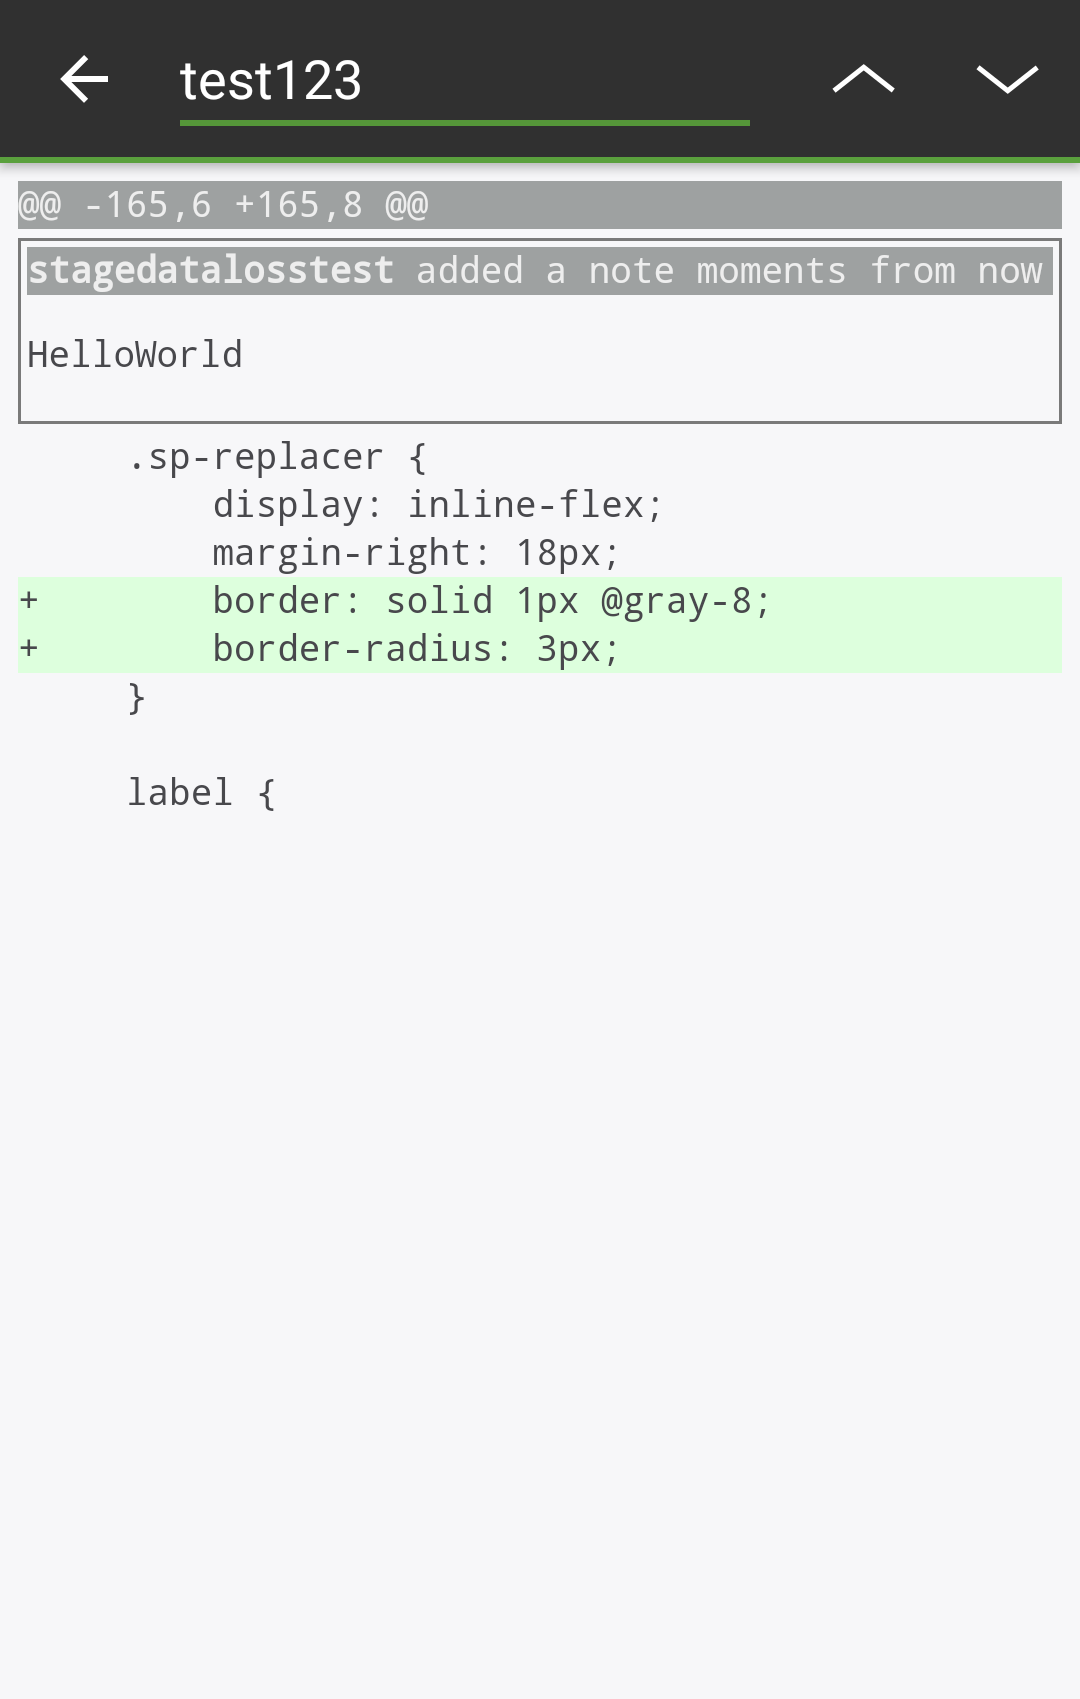 test123
@@ -165,6 +165,8 @@
stagedatalosstest added a note moments from now
HelloWorld
     .sp-replacer {
         display: inline-flex;
         margin-right: 18px;
+        border: solid 1px @gray-8;
+        border-radius: 3px;
     }
     label {